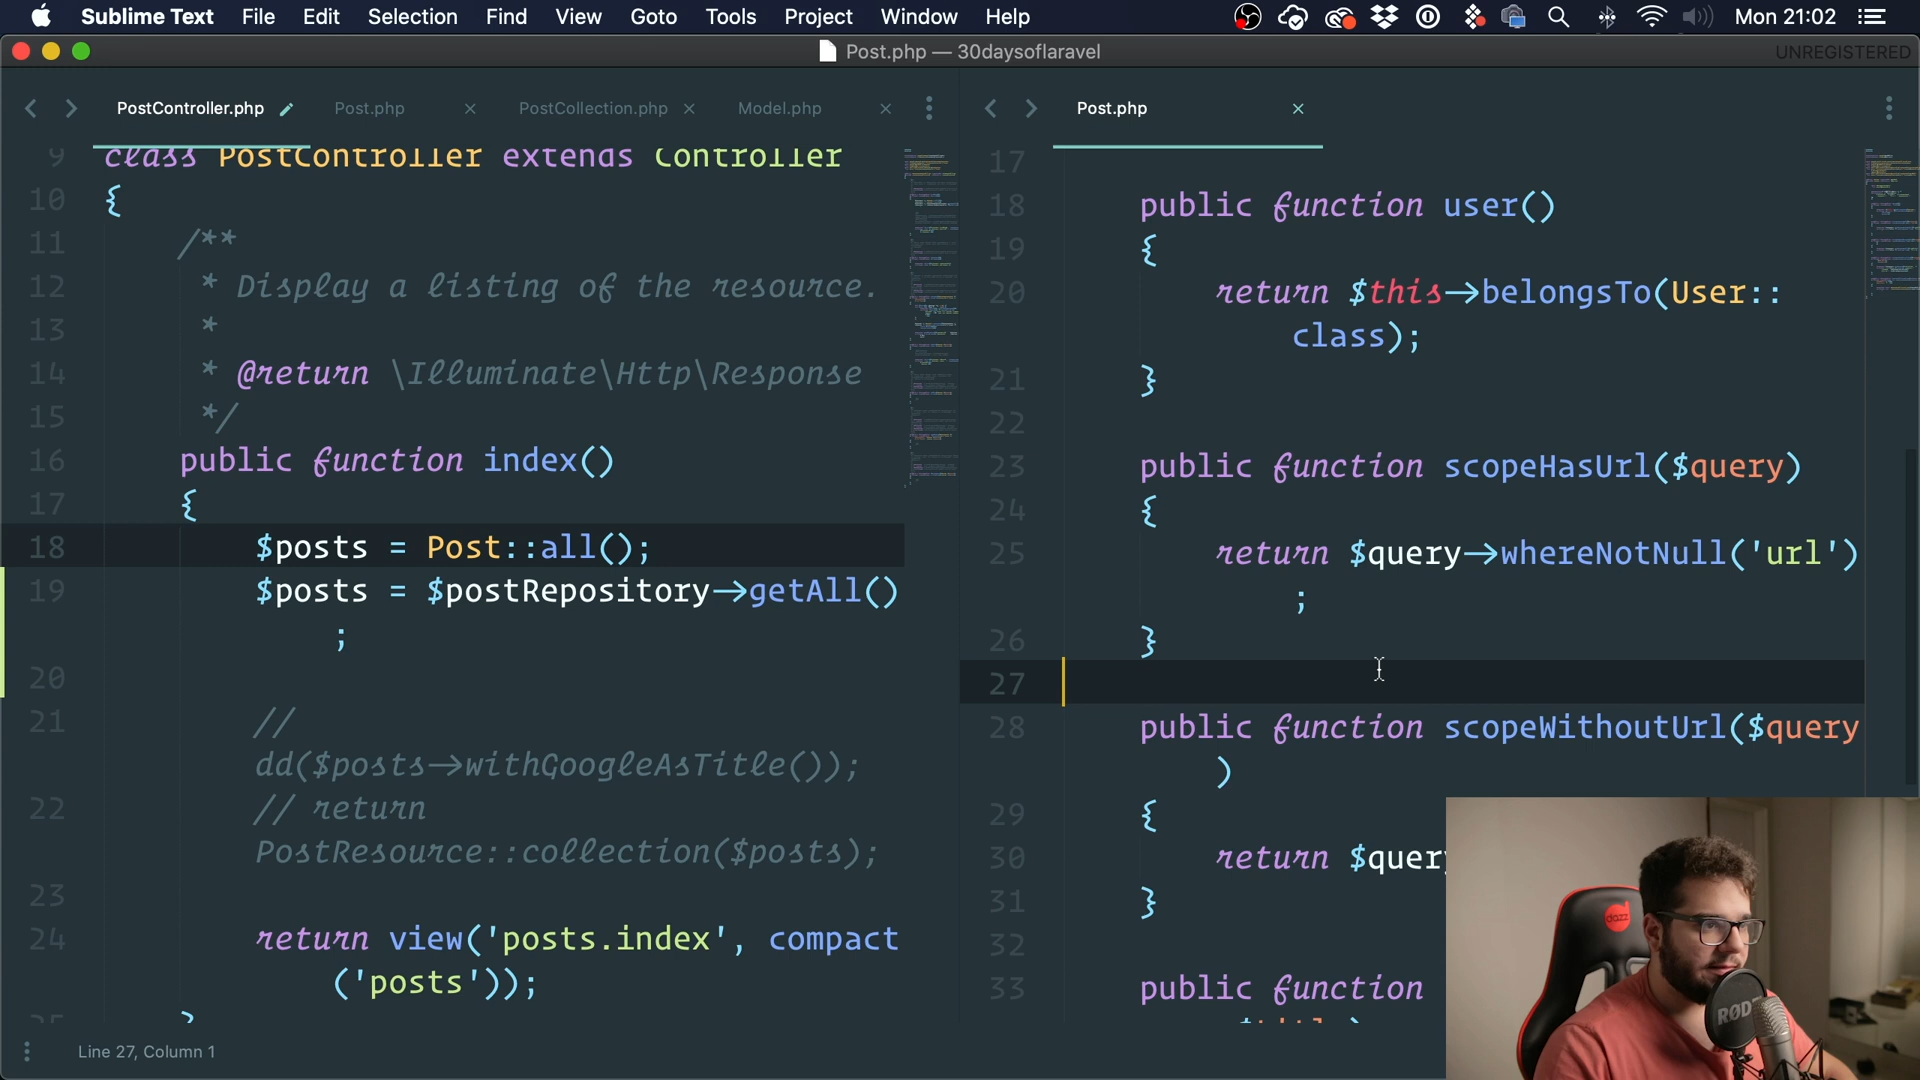 Sublime Text File Edit Selection Find View Goto Tools Project Window Help Mon 21:02
Post.php — 30daysoflaravel UNREGISTERED
PostController.php Post.php PostCollection.php Model.php
9 class PostController extends Controller
10 {
11 /**
12 * Display a listing of the resource.
13 *
14 * @return \Illuminate\Http\Response
15 */
16 public function index()
17 {
18 $posts = Post::all();
19 $posts = $postRepository->getAll()
;
20
21 //
dd($posts->withGoogleAsTitle());
22 // return
PostResource::collection($posts);
23
24 return view('posts.index', compact
('posts'));
25 }
Line 27, Column 1
Post.php
17
18 public function user()
19 {
20 return $this->belongsTo(User::
class);
21 }
22
23 public function scopeHasUrl($query)
24 {
25 return $query->whereNotNull('url')
;
26 }
27
28 public function scopeWithoutUrl($query
)
29 {
30 return $query
31 }
32
33 public function
dazz
RØDE